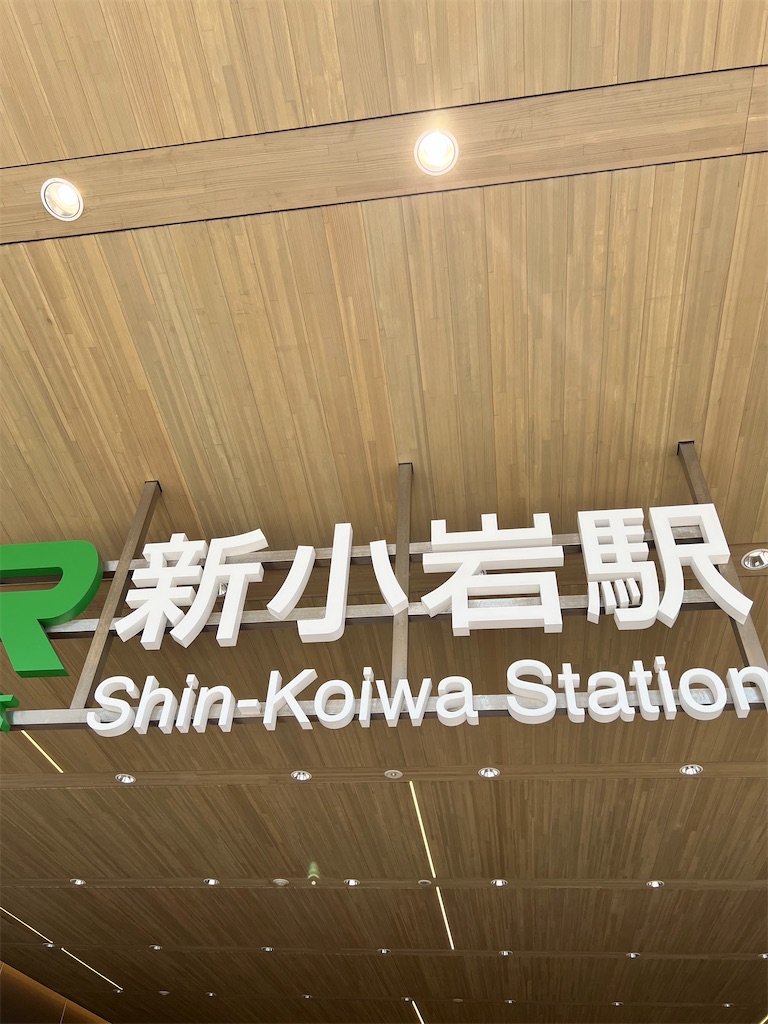 R 新小岩駅
Shin-Koiwa Station